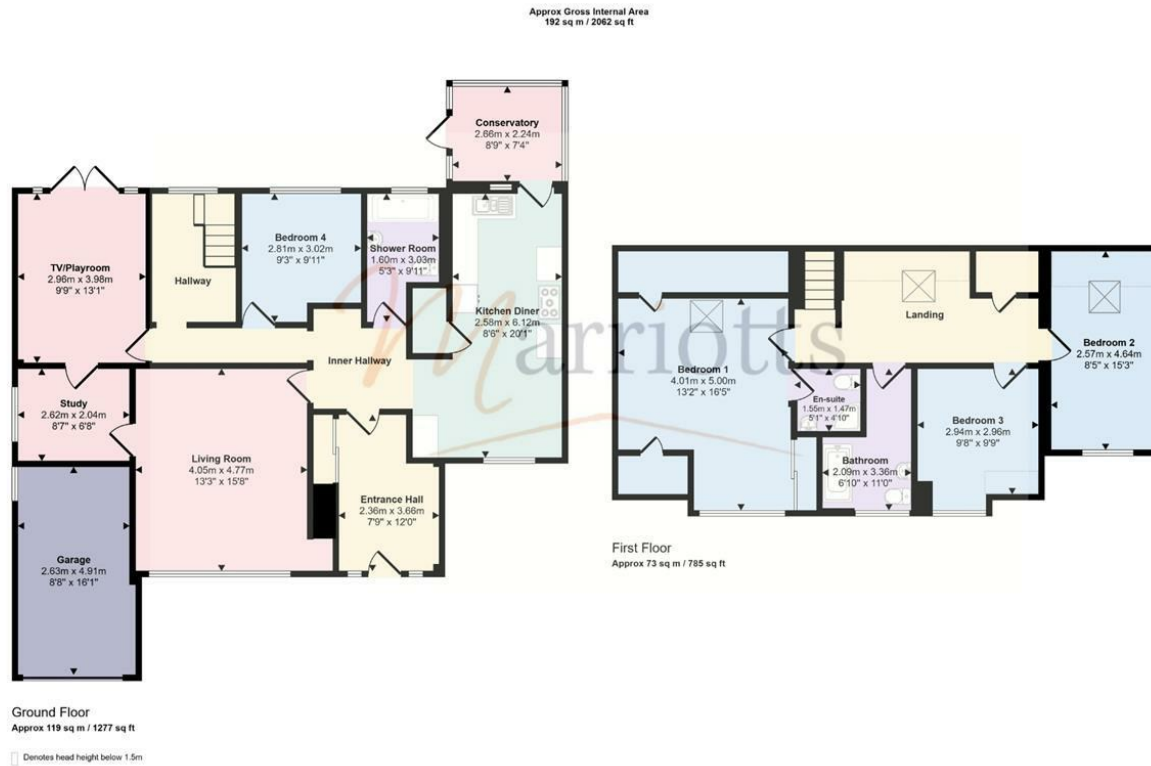 Approx Gross Internal Area
192 sq m / 2062 sq ft
Conservatory
2.66m x 2.24m
8'9" x 7'4"
TV/Playroom
2.96m x 3.98m
9'9" x 13'1"
Hallway
Bedroom 4
2.81m x 3.02m
9'3" x 9'11"
Shower Room
1.60m x 3.03m
5'3" x 9'11"
Kitchen Diner
2.58m x 6.12m
8'6" x 20'1"
Inner Hallway
Study
2.62m x 2.04m
8'7" x 6'8"
Living Room
4.05m x 4.77m
13'3" x 15'8"
Entrance Hall
2.36m x 3.66m
7'9" x 12'0"
Garage
2.63m x 4.91m
8'8" x 16'1"
Ground Floor
Approx 119 sq m / 1277 sq ft
Denotes head height below 1.5m
Landing
Bedroom 1
4.01m x 5.00m
13'2" x 16'5"
En-suite
1.55m x 1.47m
5'1" x 4'10"
Bathroom
2.09m x 3.36m
6'10" x 11'0"
Bedroom 3
2.94m x 2.96m
9'8" x 9'9"
Bedroom 2
2.57m x 4.64m
8'5" x 15'3"
First Floor
Approx 73 sq m / 785 sq ft
Marriotts